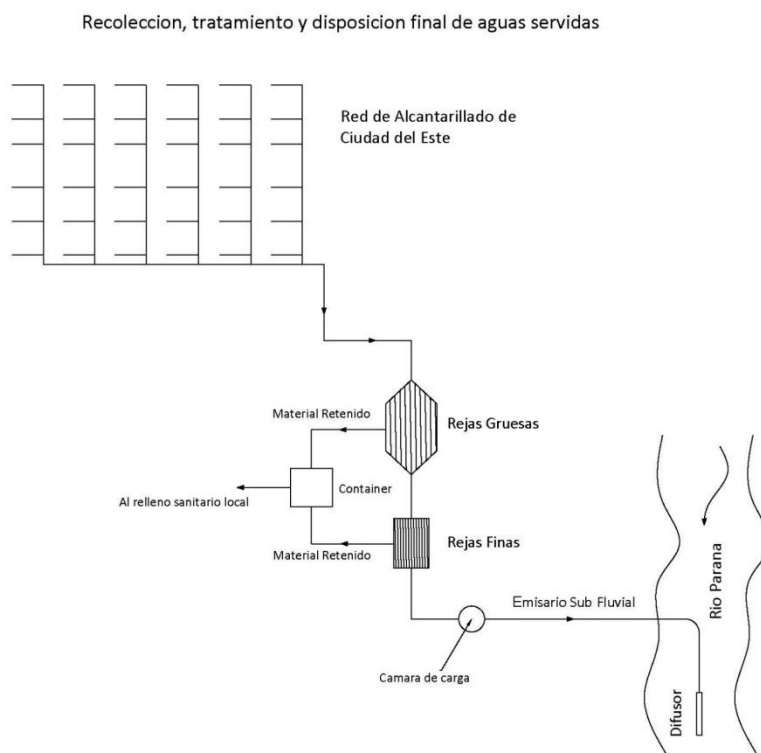 Recoleccion, tratamiento y disposicion final de aguas servidas
Red de Alcantarillado de
Ciudad del Este
Material Retenido
Rejas Gruesas
Container
Al relleno sanitario local
Rejas Finas
Material Retenido
Emisario Sub Fluvial
Camara de carga
Rio Parana
Difusor